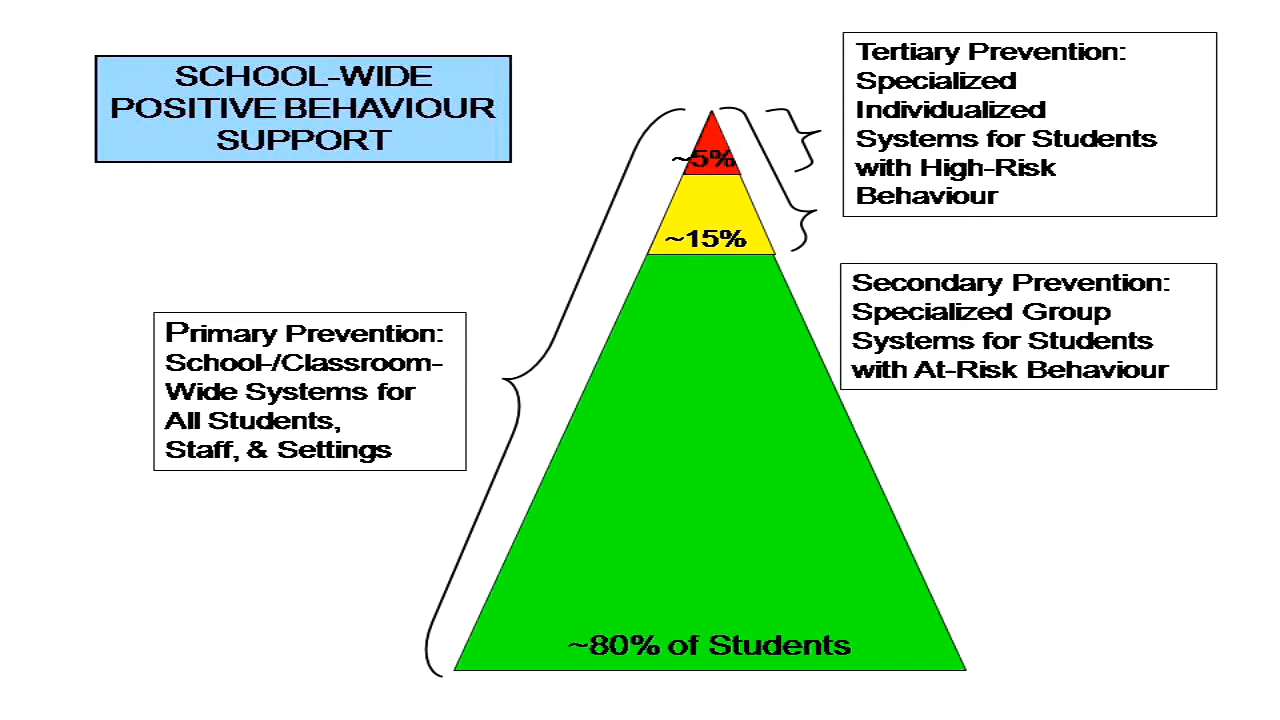 SCHOOL-WIDE
POSITIVE BEHAVIOUR
SUPPORT
Tertiary Prevention:
Specialized
Individualized
Systems for Students
with High-Risk
Behaviour
~5%
~15%
Secondary Prevention:
Specialized Group
Systems for Students
with At-Risk Behaviour
Primary Prevention:
School-/Classroom-
Wide Systems for
All Students,
Staff, & Settings
~80% of Students